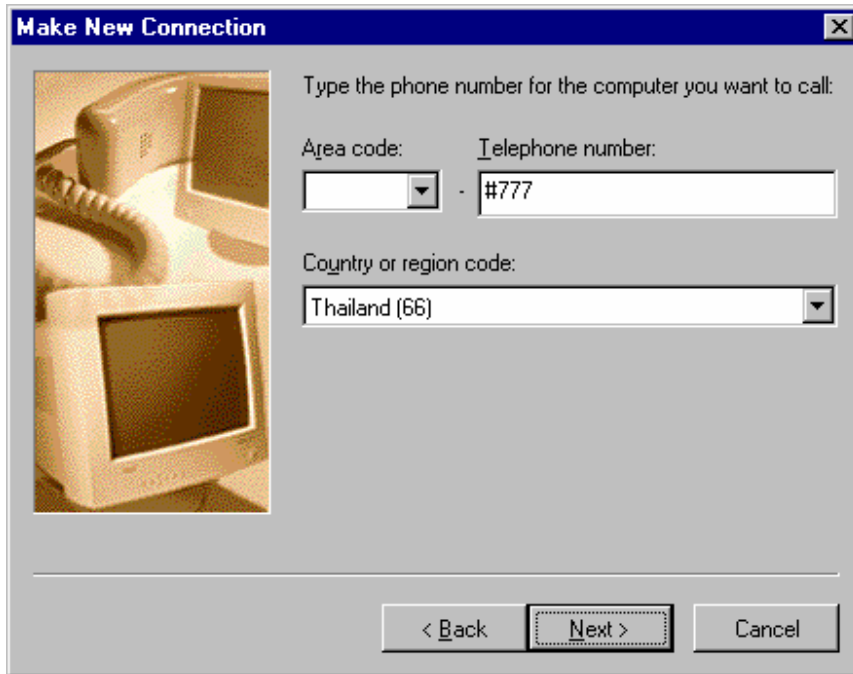 Make New Connection
Type the phone number for the computer you want to call:
Area code: Telephone number:
- #777
Country or region code:
Thailand (66)
< Back Next > Cancel